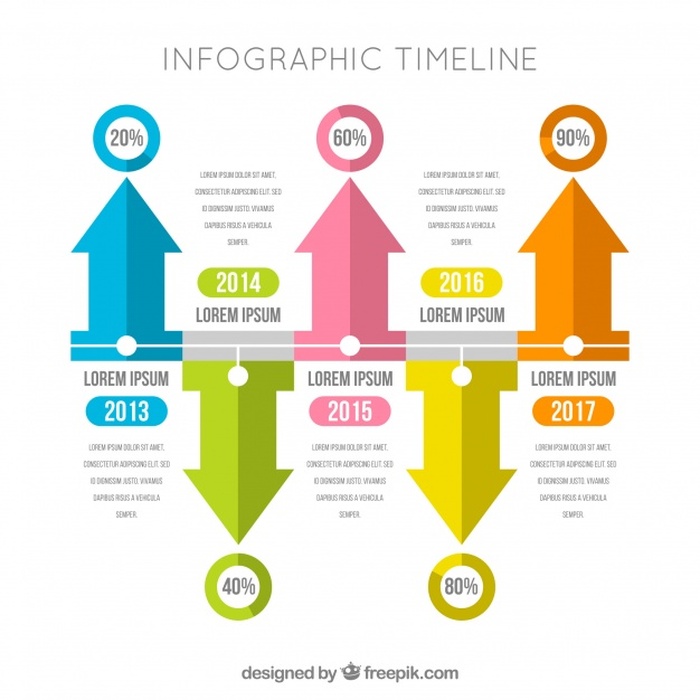 INFOGRAPHIC TIMELINE
20%
60%
90%
LOREM IPSUM DOLOR SIT AMET,
CONSECTETUR ADIPISCING ELIT. SED
ID DIGNISSIM JUSTO. VIVAMUS
DAPIBUS RISUS A VEHICULA
SEMPER.
2014
LOREM IPSUM
LOREM IPSUM DOLOR SIT AMET,
CONSECTETUR ADIPISCING ELIT. SED
ID DIGNISSIM JUSTO. VIVAMUS
DAPIBUS RISUS A VEHICULA
SEMPER.
2016
LOREM IPSUM
LOREM IPSUM
2013
LOREM IPSUM DOLOR SIT AMET,
CONSECTETUR ADIPISCING ELIT. SED
ID DIGNISSIM JUSTO. VIVAMUS
DAPIBUS RISUS A VEHICULA
SEMPER.
LOREM IPSUM
2015
LOREM IPSUM DOLOR SIT AMET,
CONSECTETUR ADIPISCING ELIT. SED
ID DIGNISSIM JUSTO. VIVAMUS
DAPIBUS RISUS A VEHICULA
SEMPER.
LOREM IPSUM
2017
LOREM IPSUM DOLOR SIT AMET,
CONSECTETUR ADIPISCING ELIT. SED
ID DIGNISSIM JUSTO. VIVAMUS
DAPIBUS RISUS A VEHICULA
SEMPER.
40%
80%
designed by freepik.com